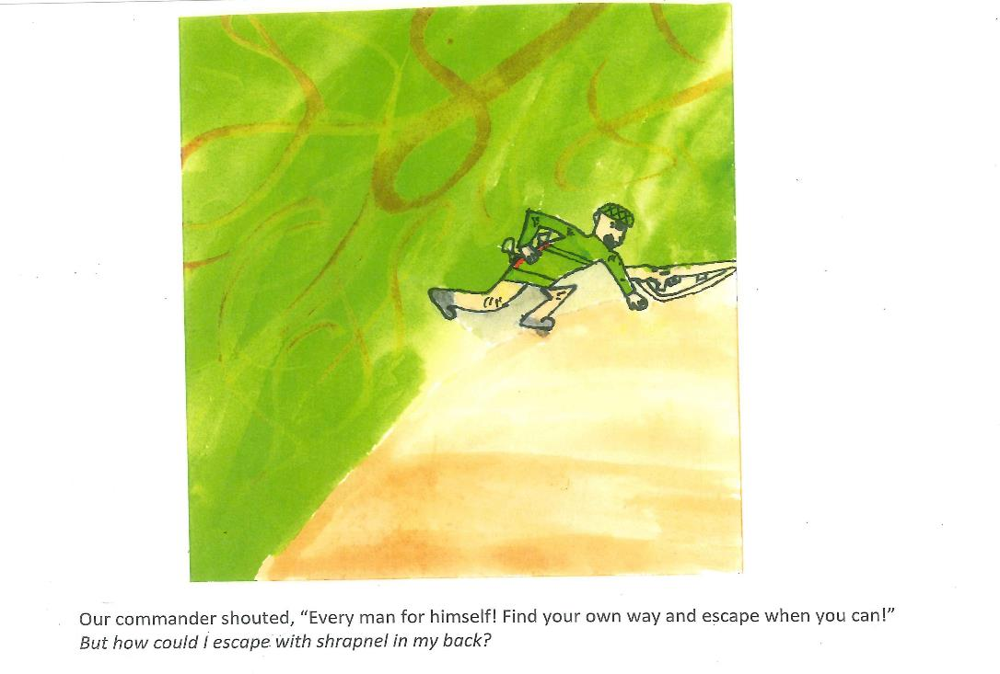 Our commander shouted, “Every man for himself! Find your own way and escape when you can!”
But how could I escape with shrapnel in my back?